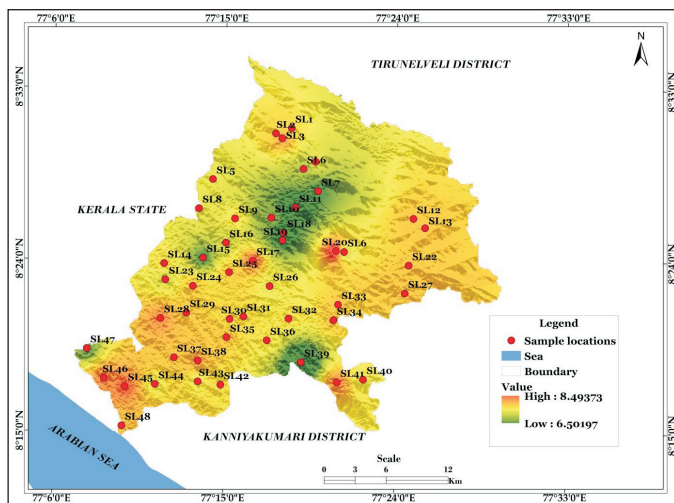 77°6'0"E 77°15'0"E 77°24'0"E 77°33'0"E
N
TIRUNELVELI DISTRICT
8°33'0"N 8°33'0"N
SL1
SL2
SL3
SL6
SL5
SL7
KERALA STATE
SL8
SL11
SL9 SL10
SL18
SL12
SL13
SL16
SL19
SL20 SL6
SL15
SL17
SL14
8°24'0"N 8°24'0"N
SL22
SL23
SL25
SL24
SL26
SL27
SL33
SL29
SL28
SL30 SL31
SL32
SL34
SL35
SL36
SL47
SL37 SL38
SL39
SL46
SL45 SL44
SL43 SL42
SL41 SL40
SL48
Legend
Sample locations
Sea
Boundary
Value
High : 8.49373
Low : 6.50197
8°15'0"N 8°15'0"N
KANNIYAKUMARI DISTRICT
ARABIAN SEA
Scale
0 3 6 12
Km
77°6'0"E 77°15'0"E 77°24'0"E 77°33'0"E